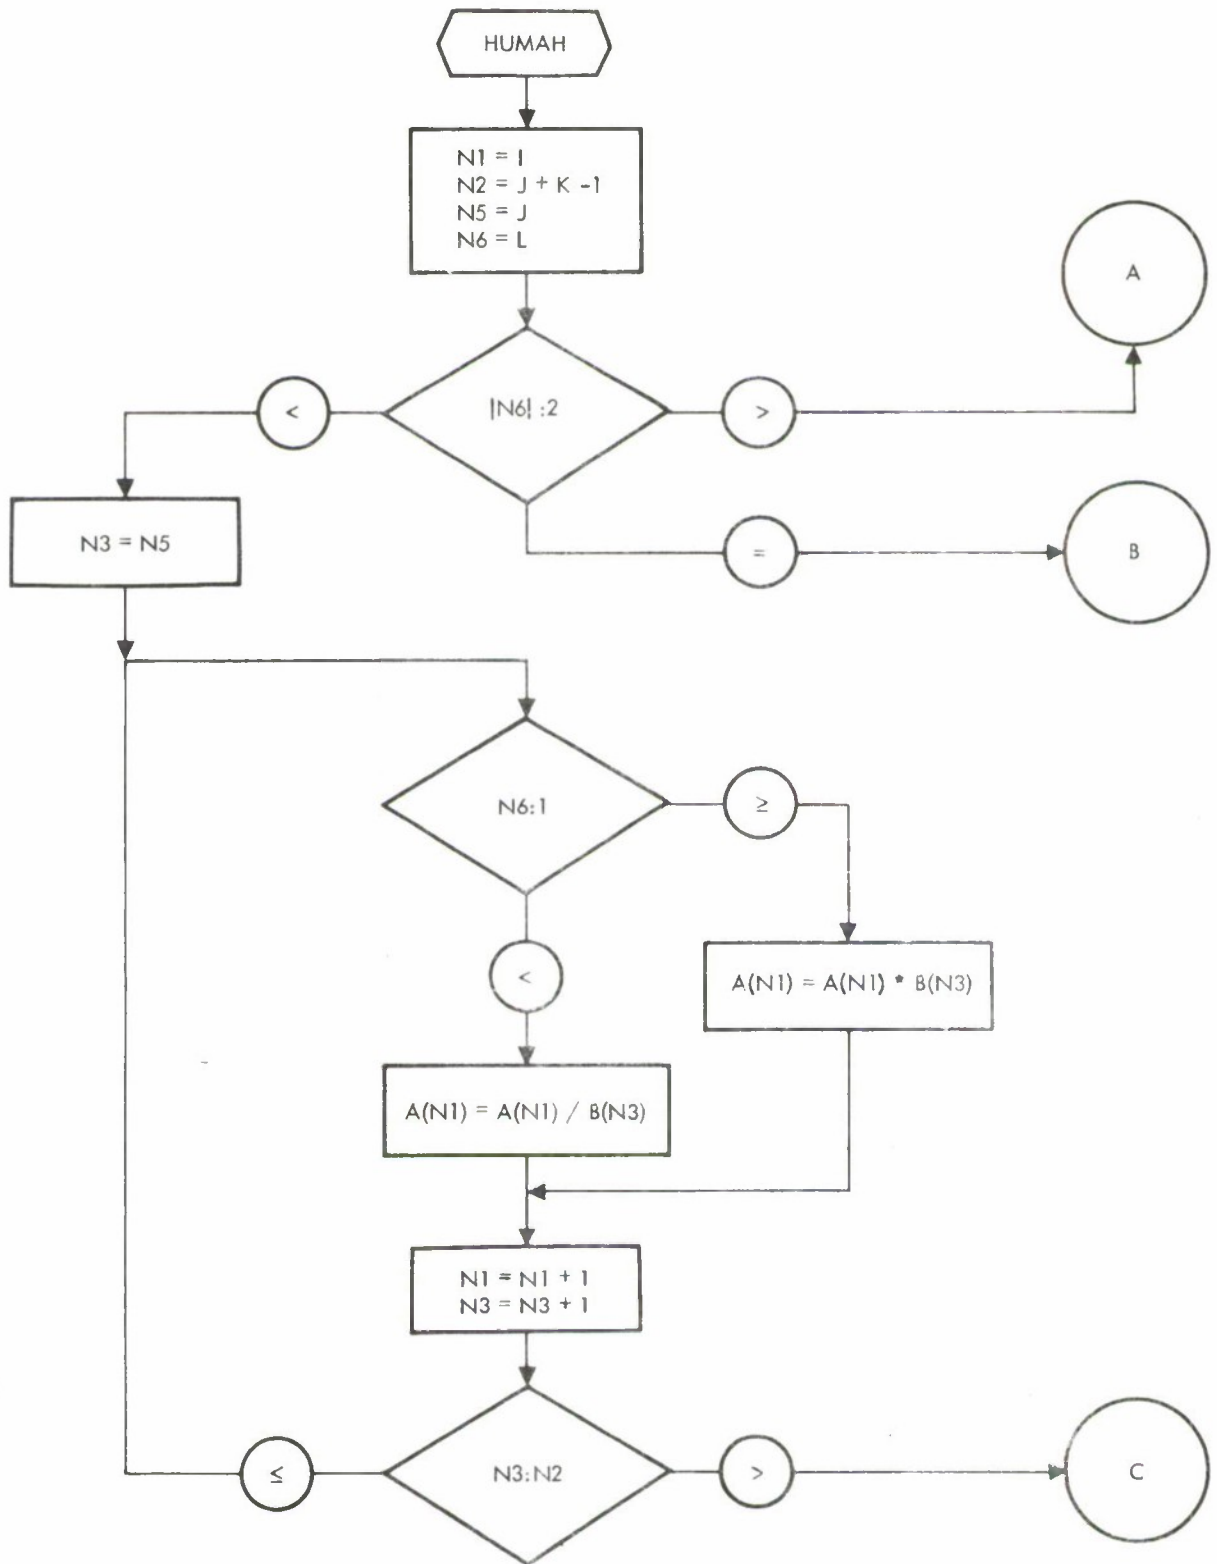 HUMAH
N1 = I
N2 = J + K -1
N5 = J
N6 = L
A
<
|N6| :2
>
N3 = N5
=
B
N6:1
≥
<
A(N1) = A(N1) * B(N3)
A(N1) = A(N1) / B(N3)
N1 = N1 + 1
N3 = N3 + 1
≤
N3:N2
>
C